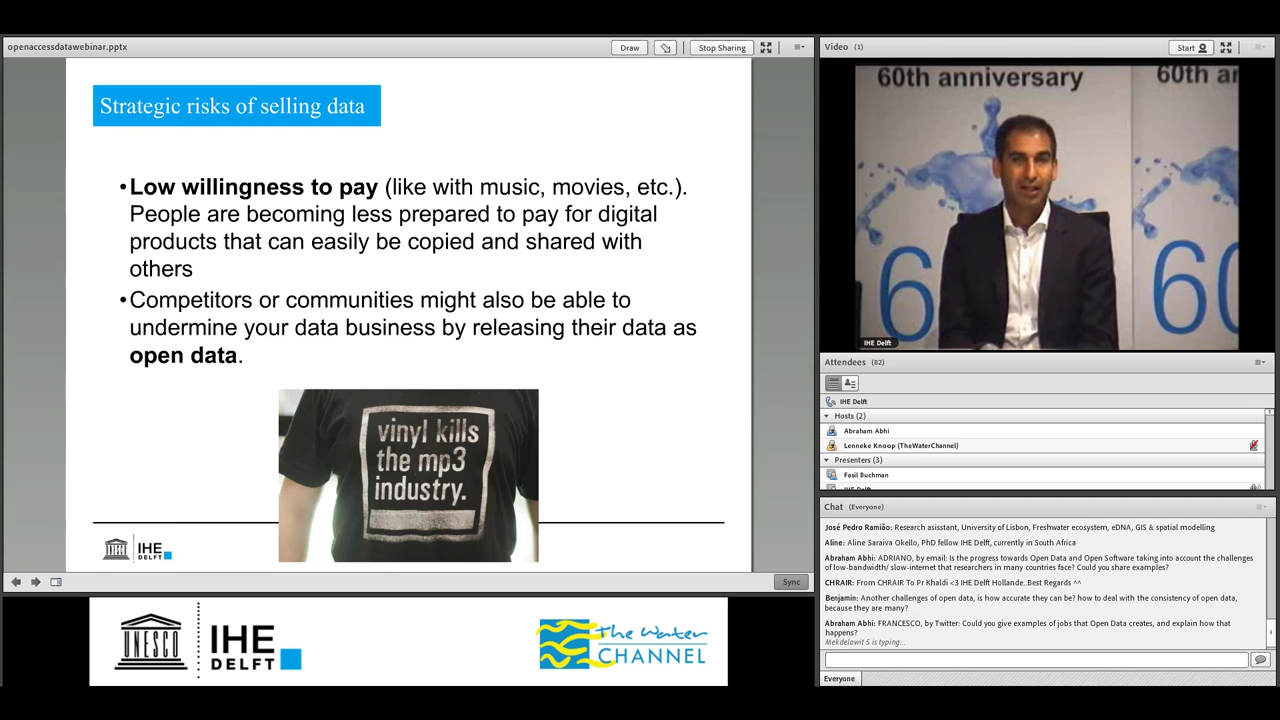 openaccessdatawebinar.pptx
Draw
Stop Sharing
Strategic risks of selling data
•Low willingness to pay (like with music, movies, etc.).
People are becoming less prepared to pay for digital
products that can easily be copied and shared with
others
•Competitors or communities might also be able to
undermine your data business by releasing their data as
open data.
vinyl kills
the mp3
industry.
IHE
DELFT
Sync
UNESCO
IHE
DELFT
The Water
CHANNEL
Video (1)
Start
60th anniversary
60th an
60
60
IHE Delft
Attendees (82)
IHE Delft
Hosts (2)
Abraham Abhi
Lenneke Knoop (TheWaterChannel)
Presenters (3)
Fasil Buchman
IHE Delft
Chat (Everyone)
José Pedro Ramião: Research asisstant, University of Lisbon, Freshwater ecosystem, eDNA, GIS & spatial modelling
Aline: Aline Saraiva Okello, PhD fellow IHE Delft, currently in South Africa
Abraham Abhi: ADRIANO, by email: Is the progress towards Open Data and Open Software taking into account the challenges
of low-bandwidth/ slow-internet that researchers in many countries face? Could you share examples?
CHRAIR: From CHRAIR To Pr Khaldi <3 IHE Delft Hollande..Best Regards ^^
Benjamin: Another challenges of open data, is how accurate they can be? how to deal with the consistency of open data,
because they are many?
Abraham Abhi: FRANCESCO, by Twitter: Could you give examples of jobs that Open Data creates, and explain how that
happens?
Mekdelawit S is typing...
Everyone